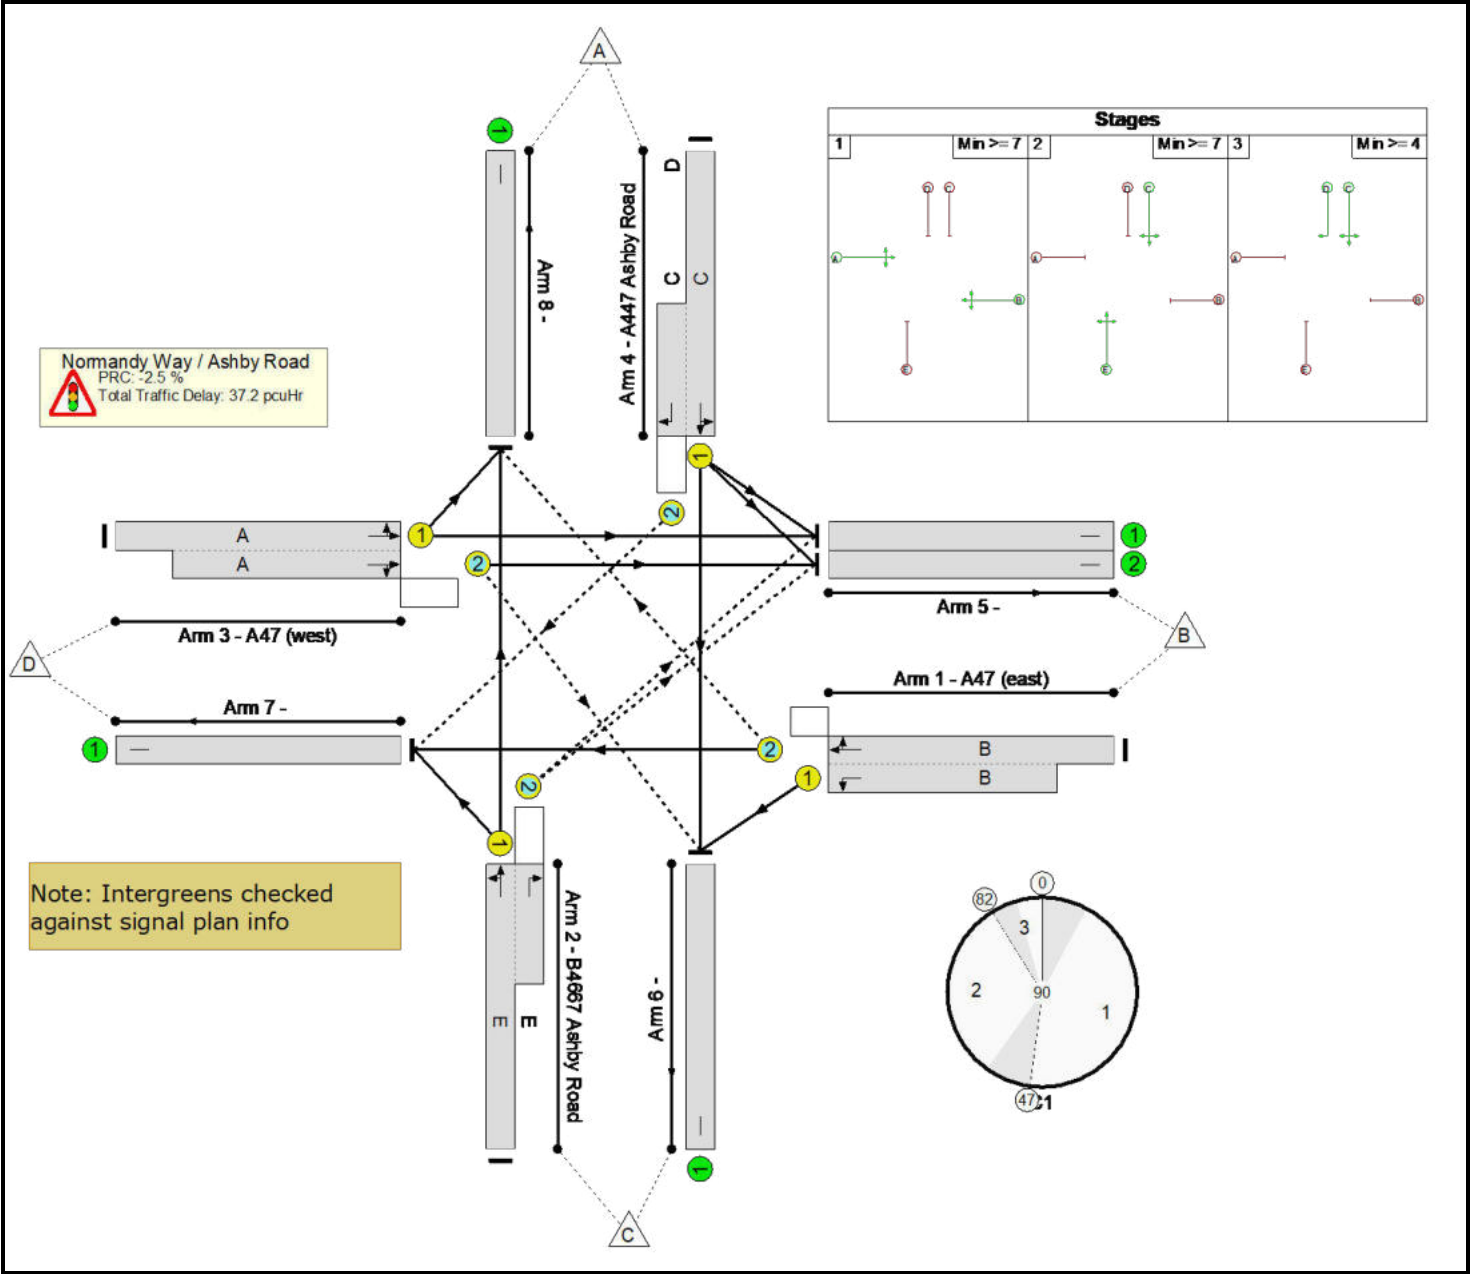 A
1
D
C
C
Arm 4 - A447 Ashby Road
Arm 8 -
Stages
1
Min >= 7
2
Min >= 7
3
Min >= 4
D
C
D
C
D
C
A
A
A
B
B
B
E
E
E
Normandy Way / Ashby Road
PRC: -2.5 %
Total Traffic Delay: 37.2 pcuHr
1
2
A
A
1
2
1
2
Arm 3 - A47 (west)
Arm 5 -
D
B
Arm 7 -
Arm 1 - A47 (east)
1
2
B
1
B
2
1
Note: Intergreens checked
against signal plan info
E
E
Arm 2 - B4667 Ashby Road
Arm 6 -
1
C
0
82
3
2
90
1
47
C1